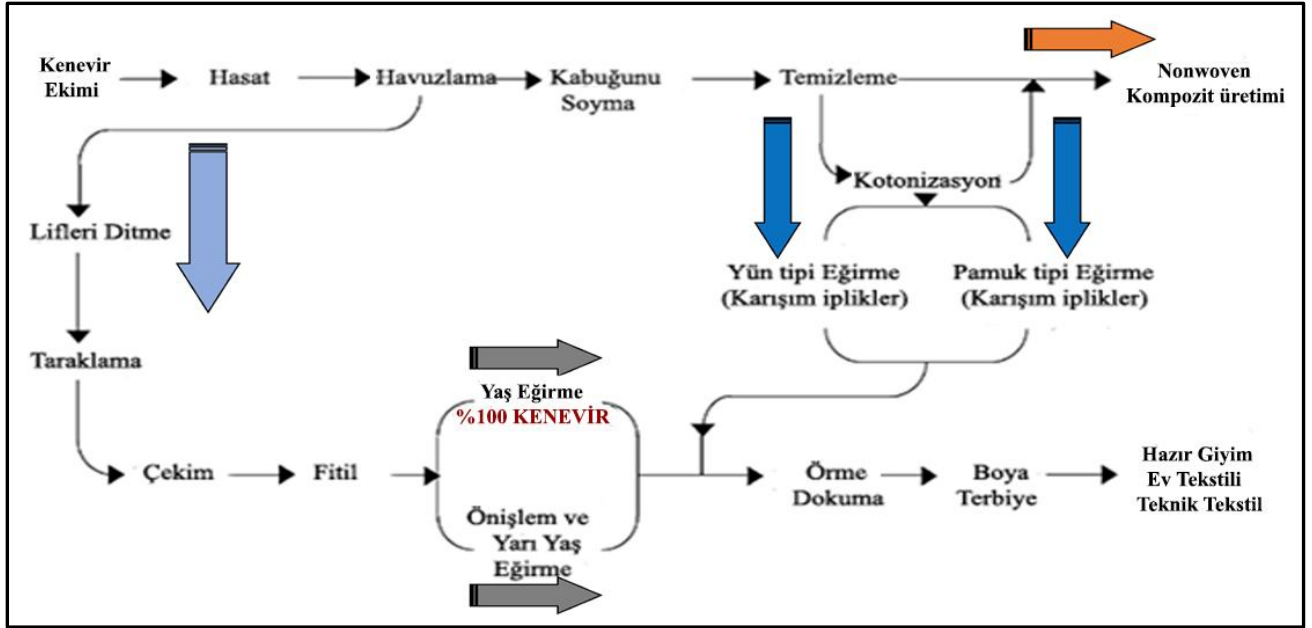 Kenevir
Ekimi
Hasat
Havuzlama
Kabuğunu
Soyma
Temizleme
Nonwoven
Kompozit üretimi
Kotonizasyon
Lifleri Ditme
Yün tipi Eğirme
(Karışım iplikler)
Pamuk tipi Eğirme
(Karışım iplikler)
Taraklama
Yaş Eğirme
%100 KENEVİR
Çekim
Fitil
Önişlem ve
Yarı Yaş
Eğirme
Örme
Dokuma
Boya
Terbiye
Hazır Giyim
Ev Tekstili
Teknik Tekstil